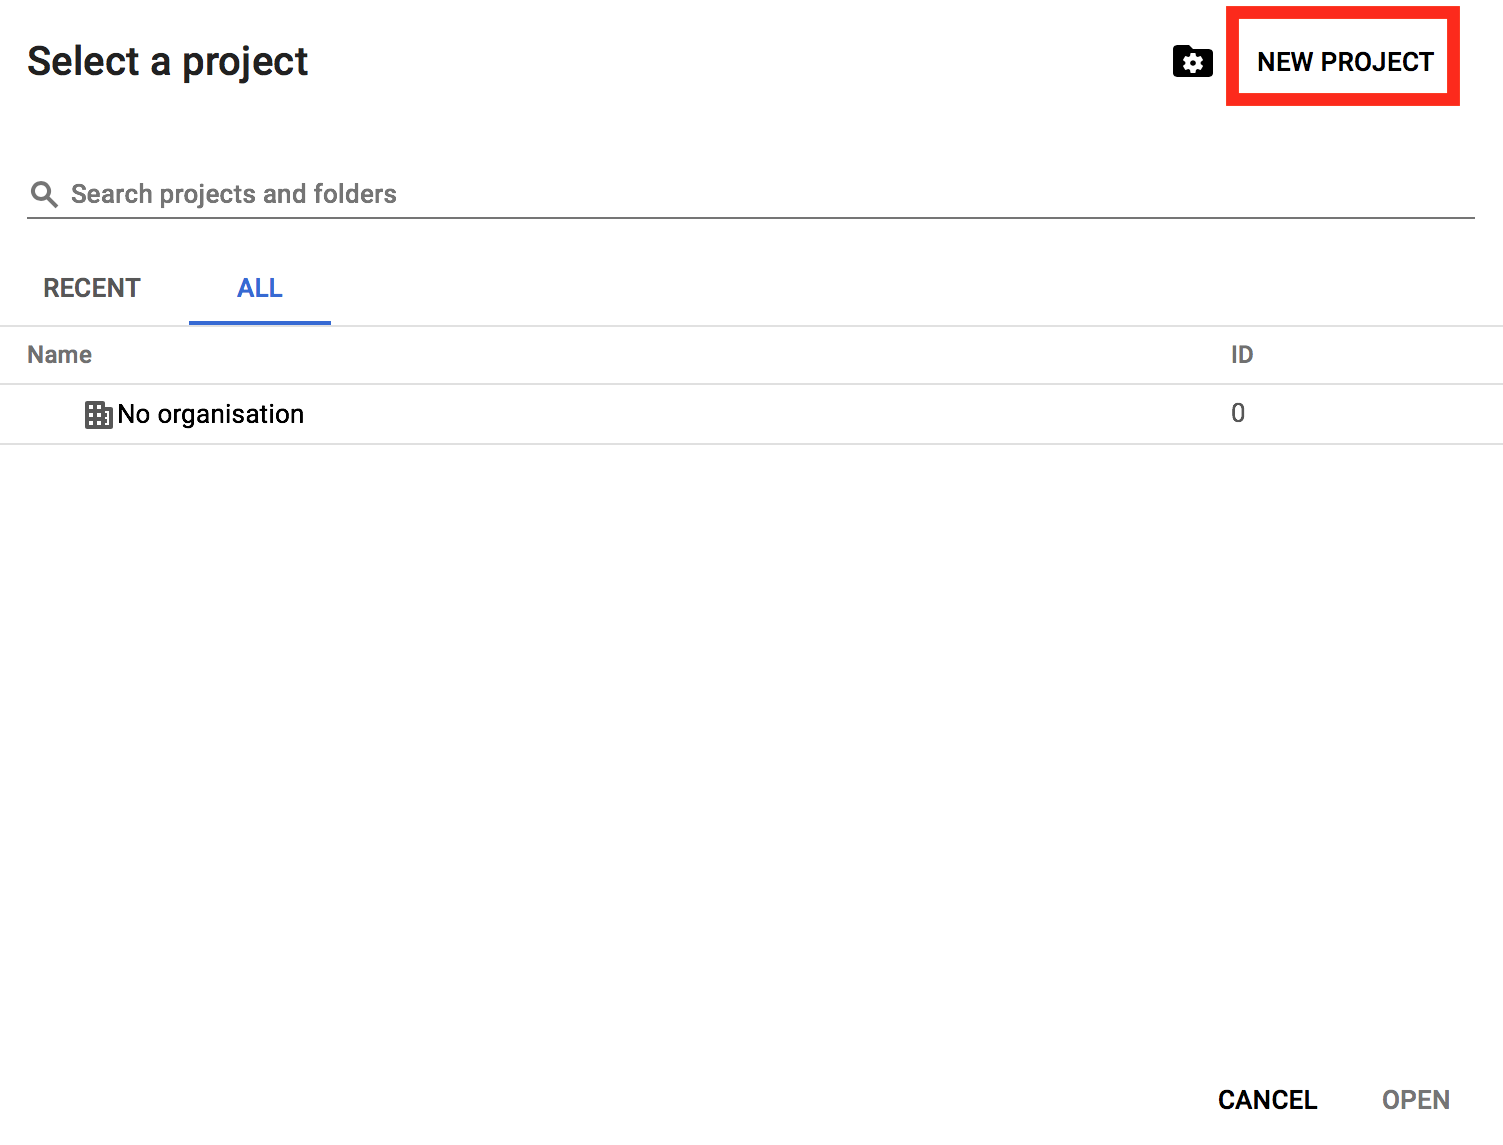 Select a project
NEW PROJECT
Search projects and folders
RECENT ALL
Name ID
No organisation 0
CANCEL OPEN